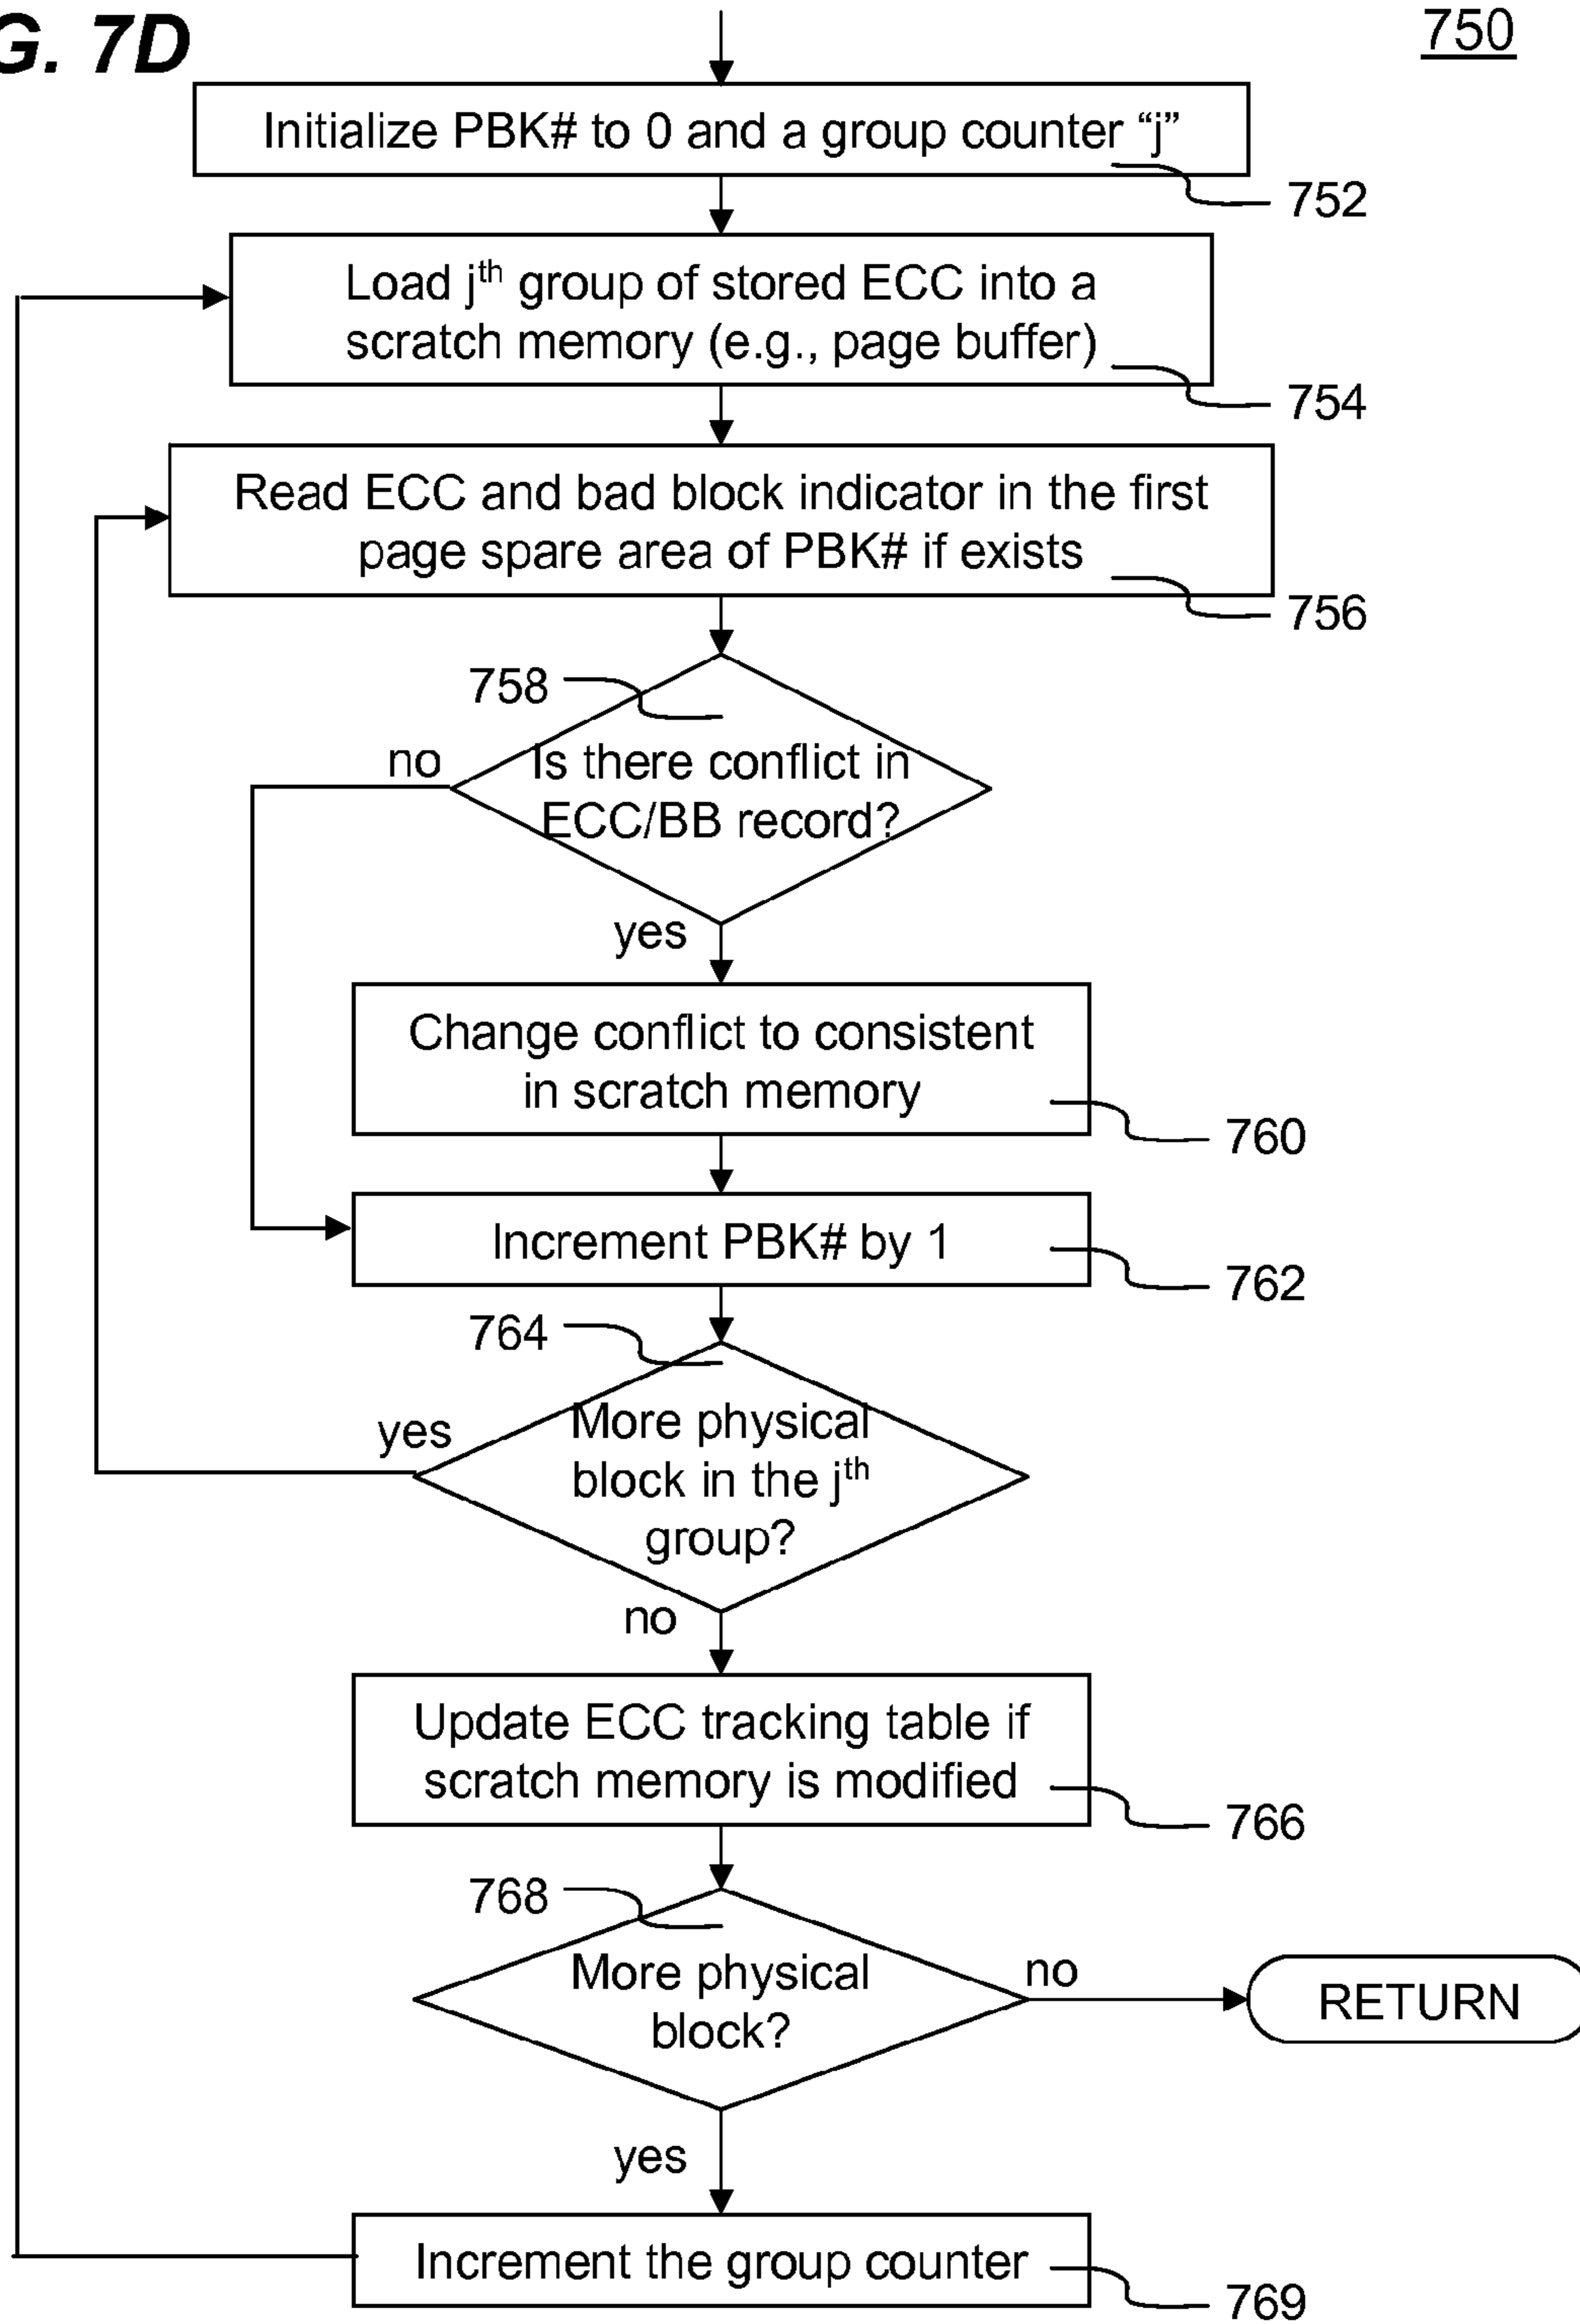 G. 7D
750
Initialize PBK# to 0 and a group counter “j”
752
Load jth group of stored ECC into a
scratch memory (e.g., page buffer)
754
Read ECC and bad block indicator in the first
page spare area of PBK# if exists
756
758
no
Is there conflict in
ECC/BB record?
yes
Change conflict to consistent
in scratch memory
760
Increment PBK# by 1
762
764
yes
More physical
block in the jth
group?
no
Update ECC tracking table if
scratch memory is modified
766
768
More physical
block?
no
RETURN
yes
Increment the group counter
769